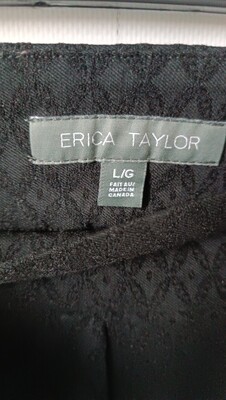 ERICA TAYLOR
L/G
FAIT AU/
MADE IN
CANADA